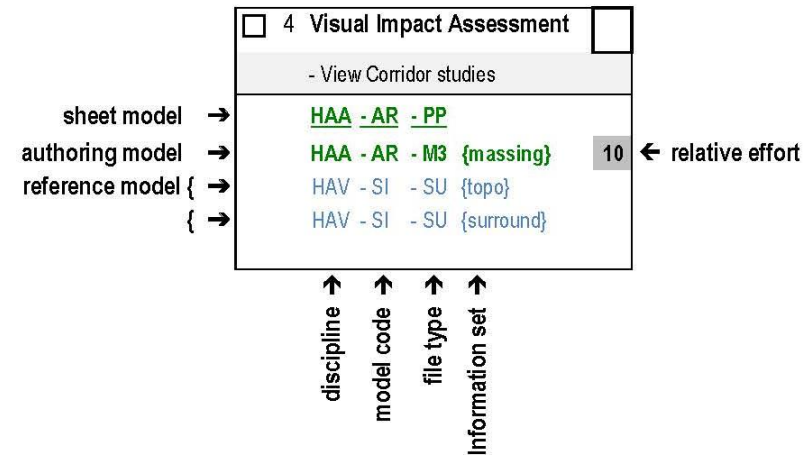 4 Visual Impact Assessment
- View Corridor studies
sheet model ➔ HAA - AR - PP
authoring model ➔ HAA - AR - M3 {massing} 10 ← relative effort
reference model { ➔ HAV - SI - SU {topo}
{ ➔ HAV - SI - SU {surround}
discipline ➔
model code ➔
file type ➔
Information set ➔